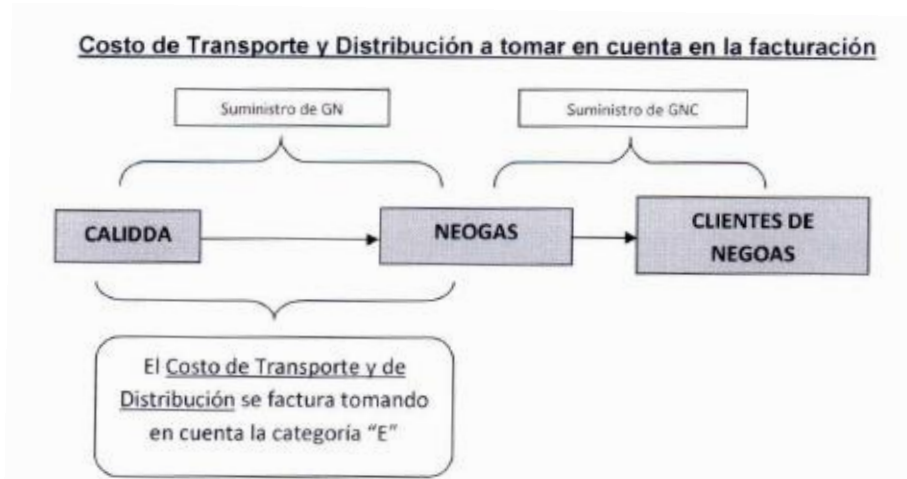 Costo de Transporte y Distribución a tomar en cuenta en la facturación
Suministro de GN
Suministro de GNC
CALIDDA
NEOGAS
CLIENTES DE
NEGOAS
El Costo de Transporte y de
Distribución se factura tomando
en cuenta la categoría “E”